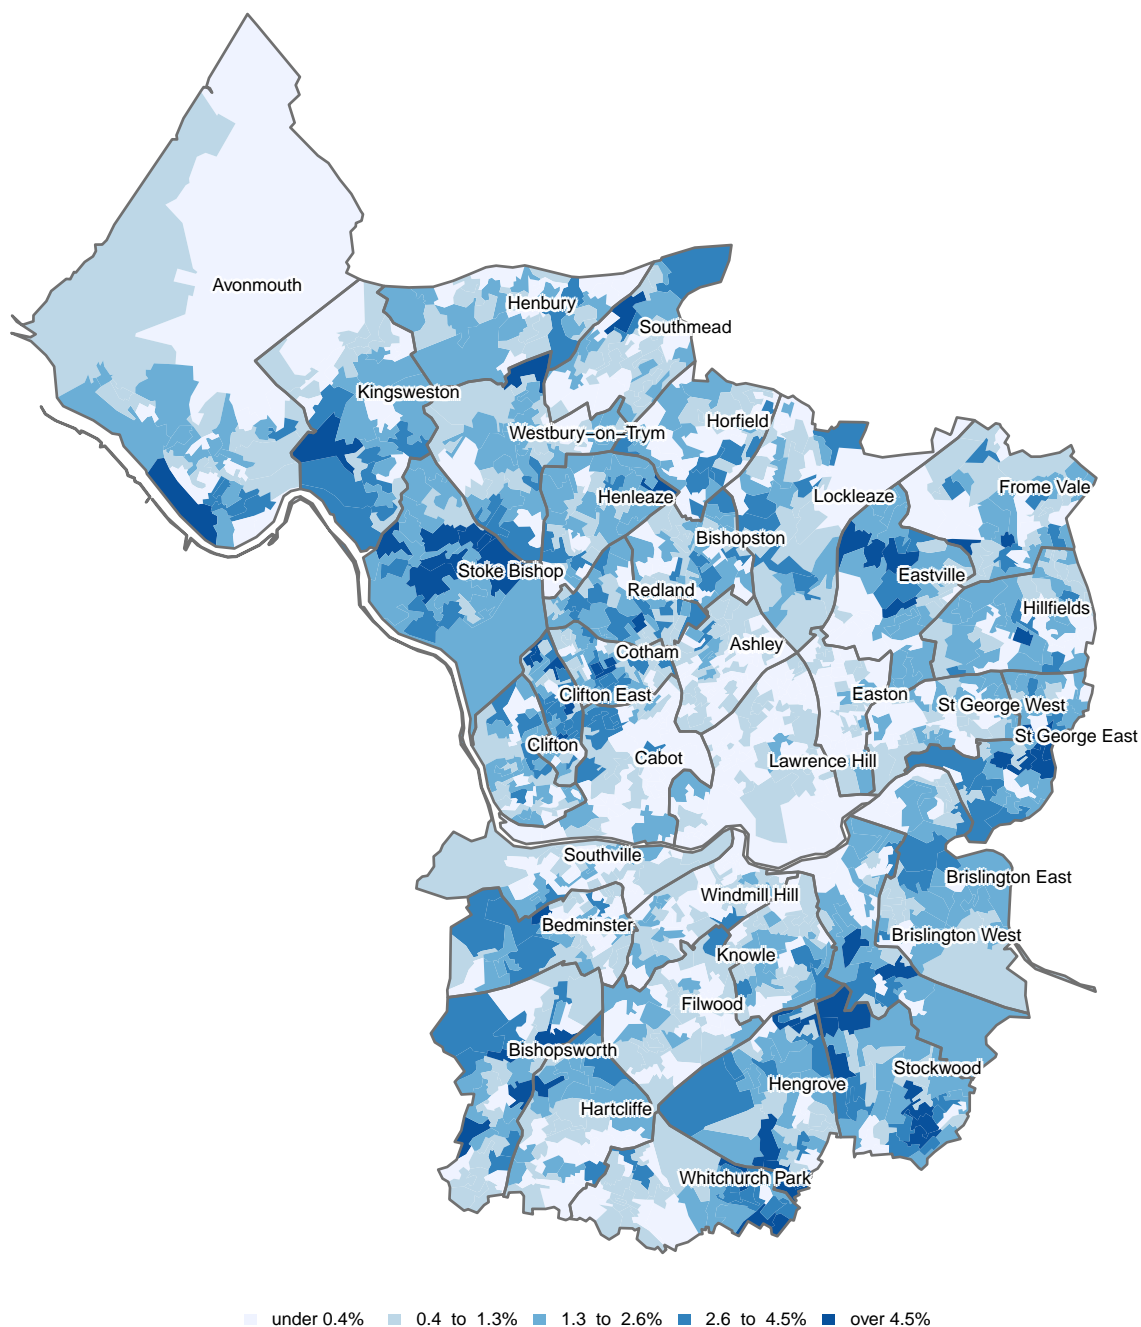 Avonmouth
Henbury
Southmead
Kingsweston
Horfield
Westbury–on–Trym
Frome Vale
Henleaze
Lockleaze
Bishopston
Stoke Bishop
Eastville
Redland
Hillfields
Ashley
Cotham
Clifton East
Easton
St George West
St George East
Clifton
Cabot
Lawrence Hill
Southville
Brislington East
Windmill Hill
Bedminster
Brislington West
Knowle
Filwood
Bishopsworth
Stockwood
Hengrove
Hartcliffe
Whitchurch Park
under 0.4% 0.4 to 1.3% 1.3 to 2.6% 2.6 to 4.5% over 4.5%